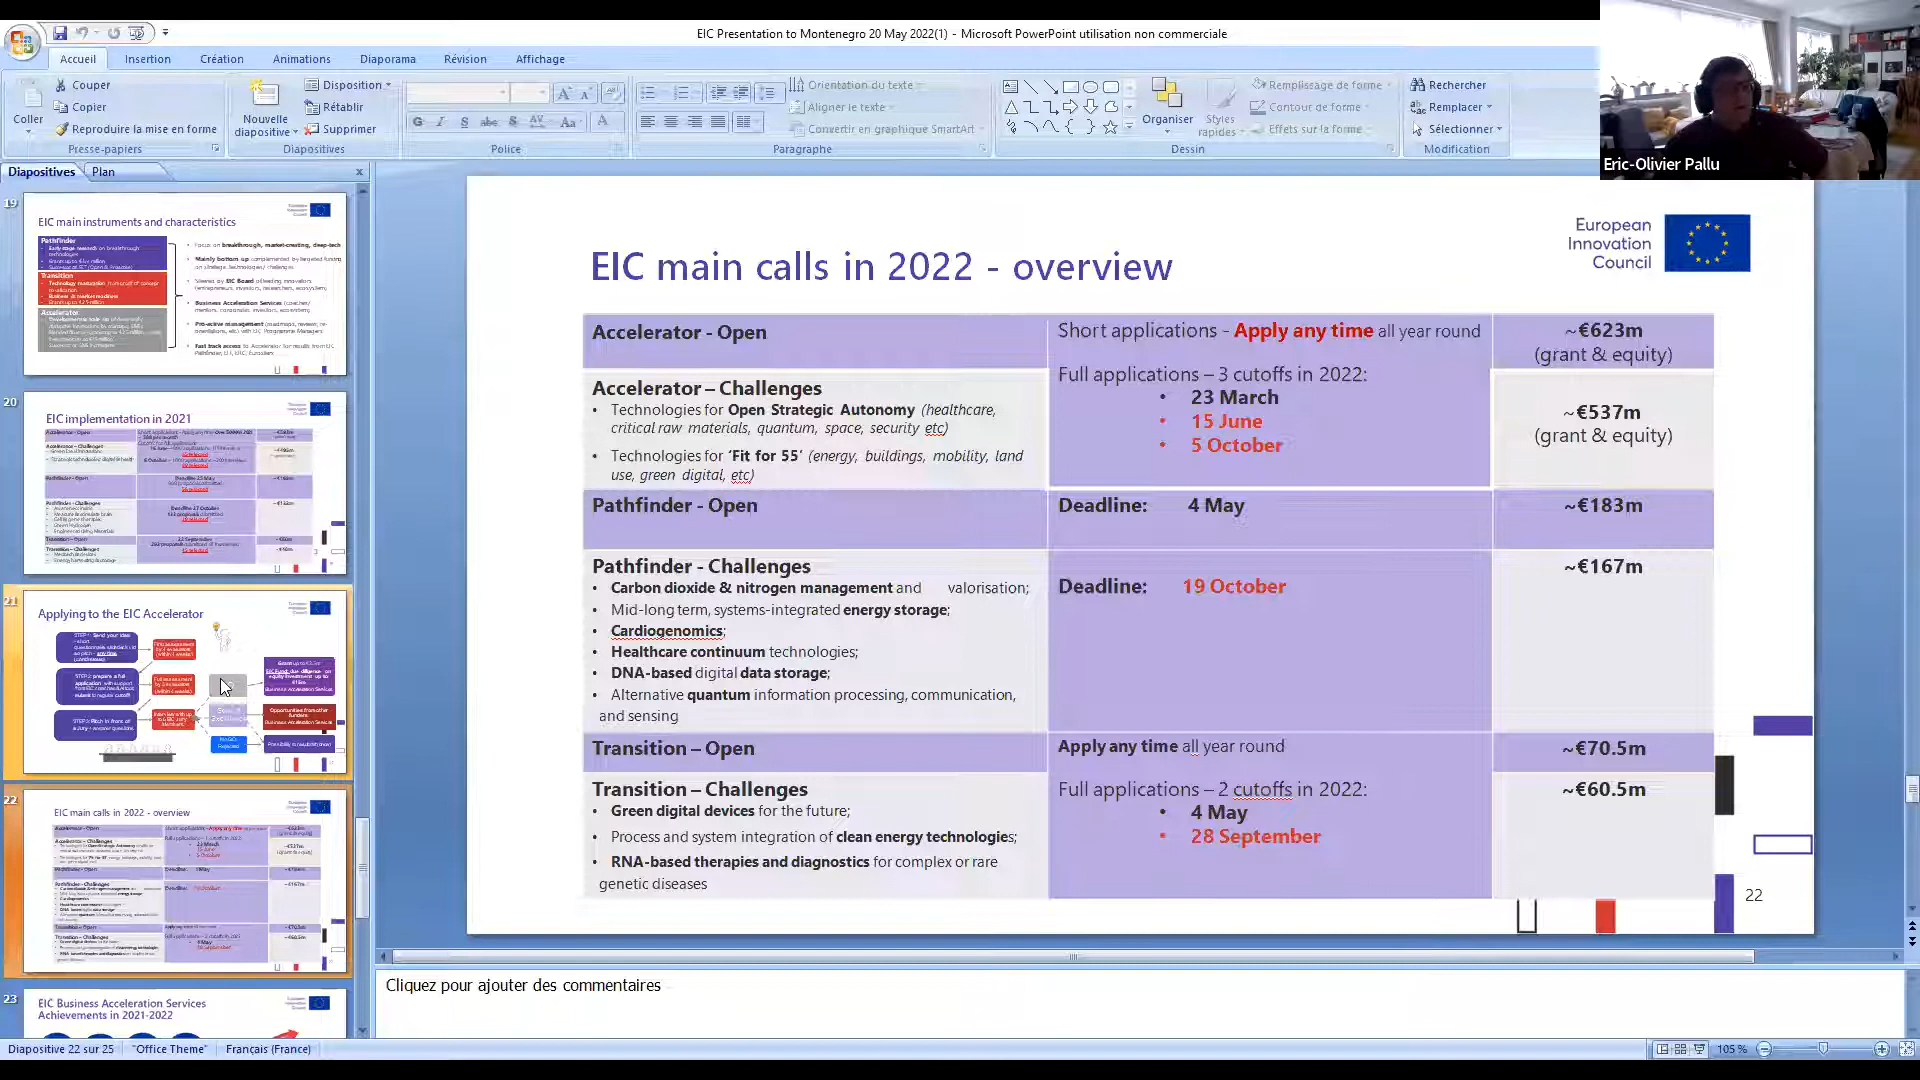 EIC Presentation to Montenegro 20 May 2022(1) - Microsoft PowerPoint utilisation non commerciale
Accueil
Insertion
Création
Animations
Diaporama
Révision
Affichage
Coller
Couper
Copier
Reproduire la mise en forme
Presse-papiers
Nouvelle
diapositive
Disposition
Rétablir
Supprimer
Diapositives
G
I
S
abc
S
AV
Aa
A
Police
Orientation du texte
Aligner le texte
Convertir en graphique SmartArt
Paragraphe
Organiser
Styles
rapides
Remplissage de forme
Contour de forme
Effets sur la forme
Dessin
Rechercher
Remplacer
Sélectionner
Modification
Eric-Olivier Pallu
Diapositives
Plan
19
EIC main instruments and characteristics
Pathfinder
Transition
Accelerator
20
EIC implementation in 2021
21
Applying to the EIC Accelerator
22
EIC main calls in 2022 - overview
23
EIC Business Acceleration Services
Achievements in 2021-2022
European
Innovation
Council
EIC main calls in 2022 - overview
Accelerator - Open
Short applications - Apply any time all year round
~€623m
(grant & equity)
Full applications – 3 cutoffs in 2022:
• 23 March
• 15 June
• 5 October
Accelerator – Challenges
• Technologies for Open Strategic Autonomy (healthcare,
critical raw materials, quantum, space, security etc)
• Technologies for ‘Fit for 55’ (energy, buildings, mobility, land
use, green digital, etc)
~€537m
(grant & equity)
Pathfinder - Open
Deadline: 4 May
~€183m
Pathfinder - Challenges
• Carbon dioxide & nitrogen management and valorisation;
• Mid-long term, systems-integrated energy storage;
• Cardiogenomics;
• Healthcare continuum technologies;
• DNA-based digital data storage;
• Alternative quantum information processing, communication,
and sensing
Deadline: 19 October
~€167m
Transition – Open
Apply any time all year round
~€70.5m
Transition – Challenges
• Green digital devices for the future;
• Process and system integration of clean energy technologies;
• RNA-based therapies and diagnostics for complex or rare
genetic diseases
Full applications – 2 cutoffs in 2022:
• 4 May
• 28 September
~€60.5m
22
Cliquez pour ajouter des commentaires
Diapositive 22 sur 25
"Office Theme"
Français (France)
105 %